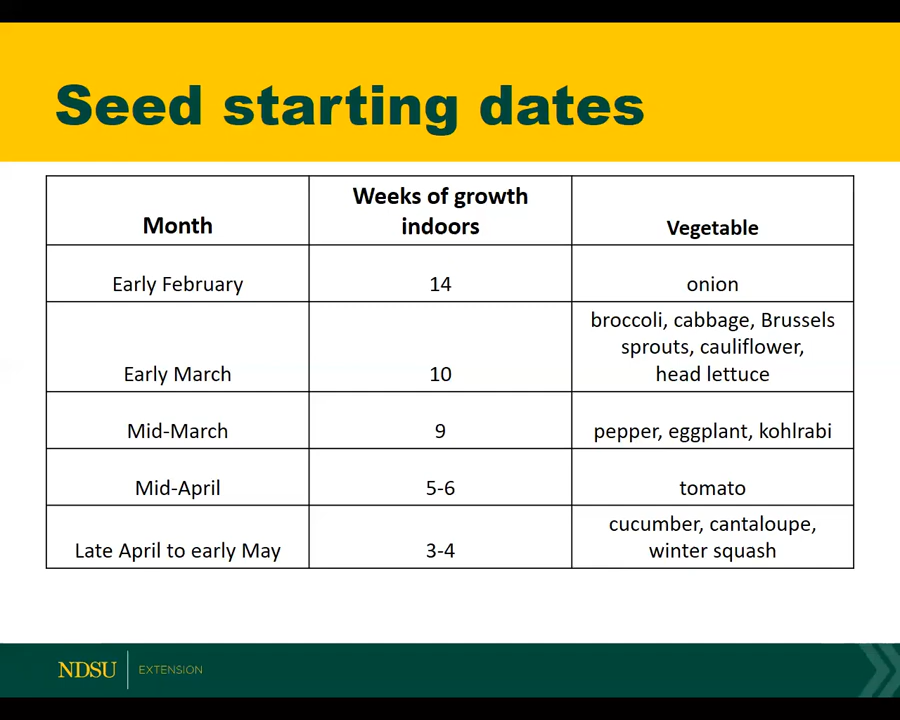 Seed starting dates
Month
Weeks of growth
indoors
Vegetable
Early February
14
onion
Early March
10
broccoli, cabbage, Brussels
sprouts, cauliflower,
head lettuce
Mid-March
9
pepper, eggplant, kohlrabi
Mid-April
5-6
tomato
Late April to early May
3-4
cucumber, cantaloupe,
winter squash
NDSU
EXTENSION